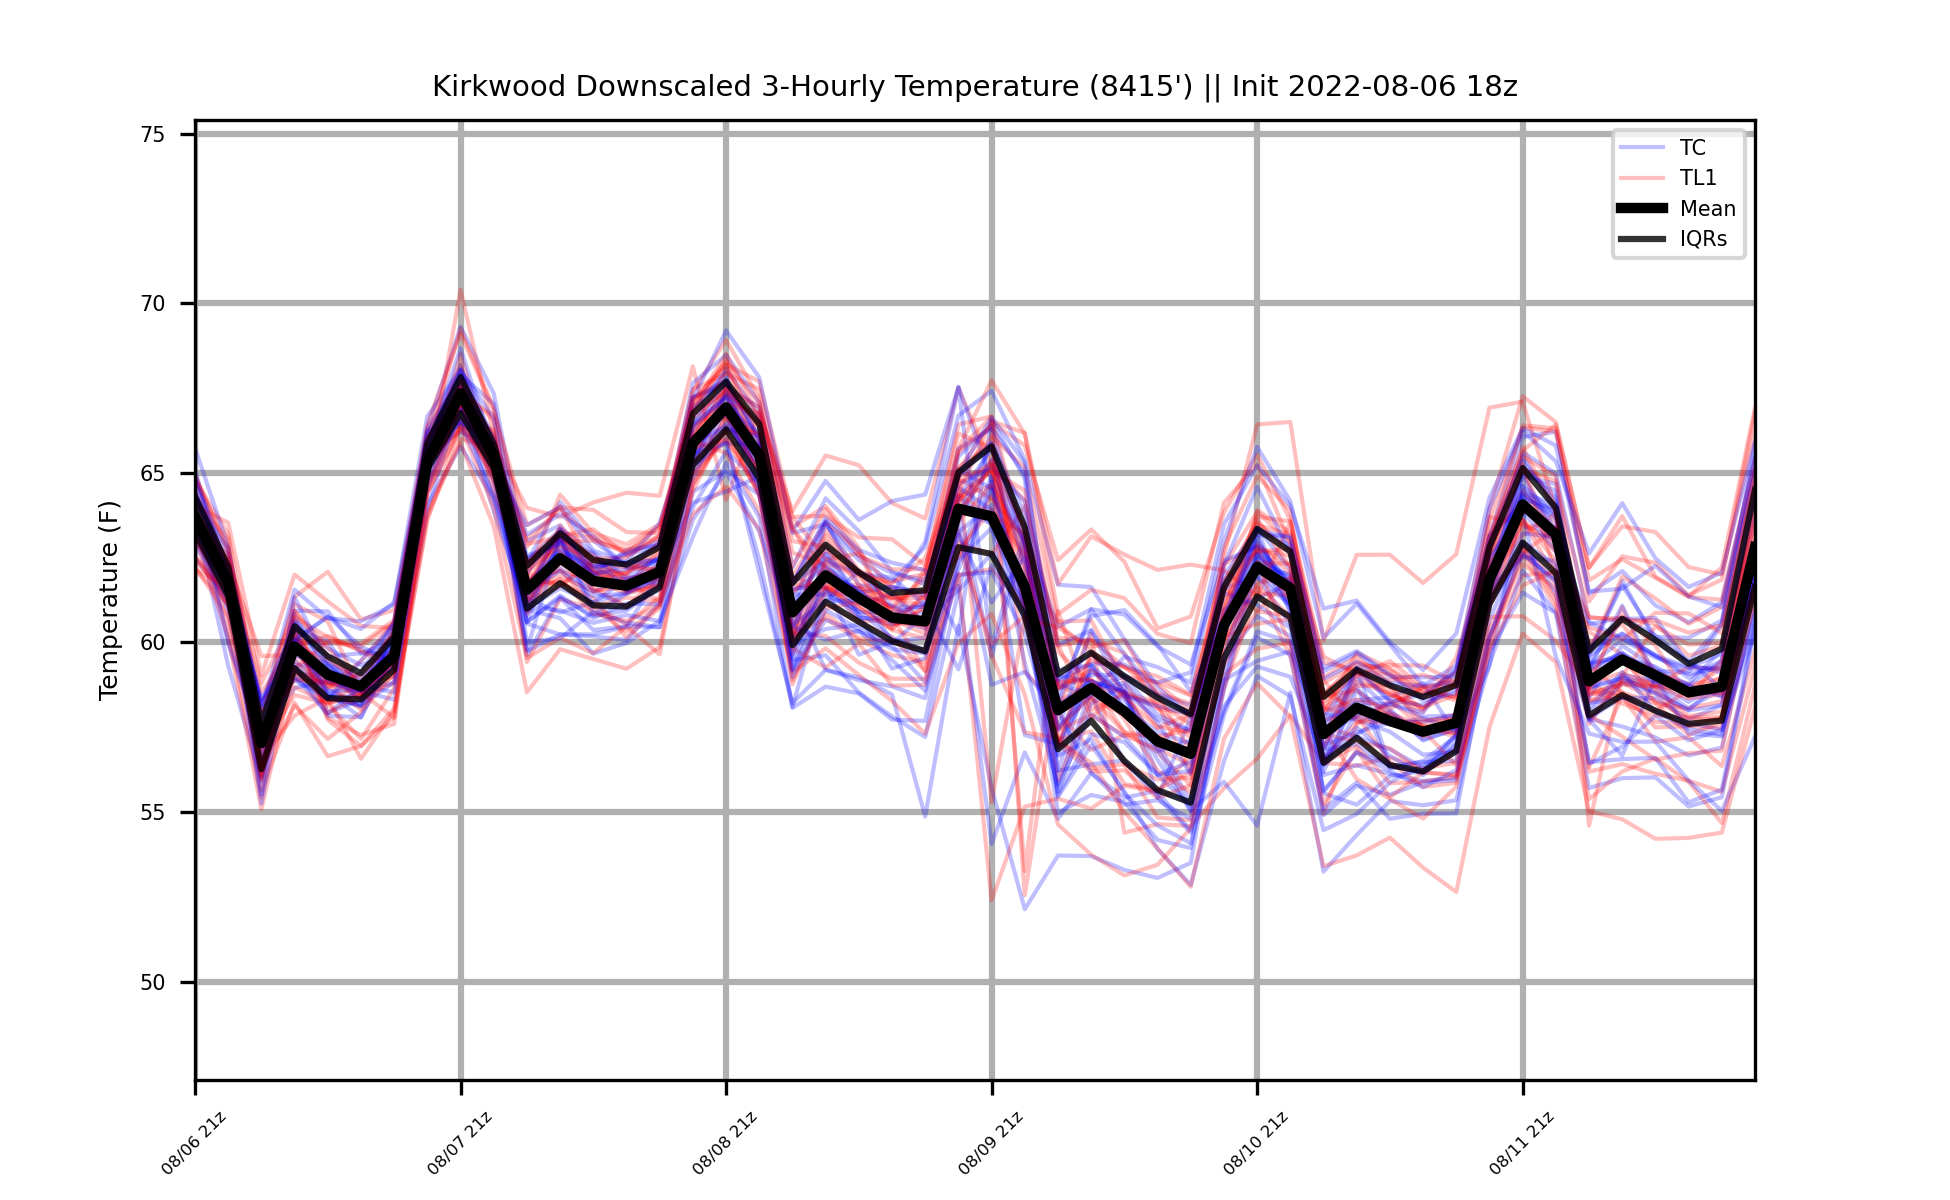 Kirkwood Downscaled 3-Hourly Temperature (8415') || Init 2022-08-06 18z
75
70
65
60
55
50
Temperature (F)
TC
TL1
Mean
IQRs
08/06 21z
08/07 21z
08/08 21z
08/09 21z
08/10 21z
08/11 21z